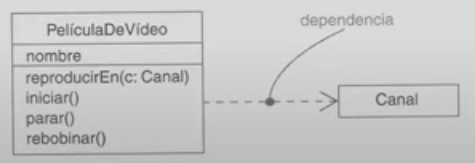 dependencia
PelículaDeVídeo
nombre
reproducirEn(c: Canal)
iniciar()
parar()
rebobinar()
Canal